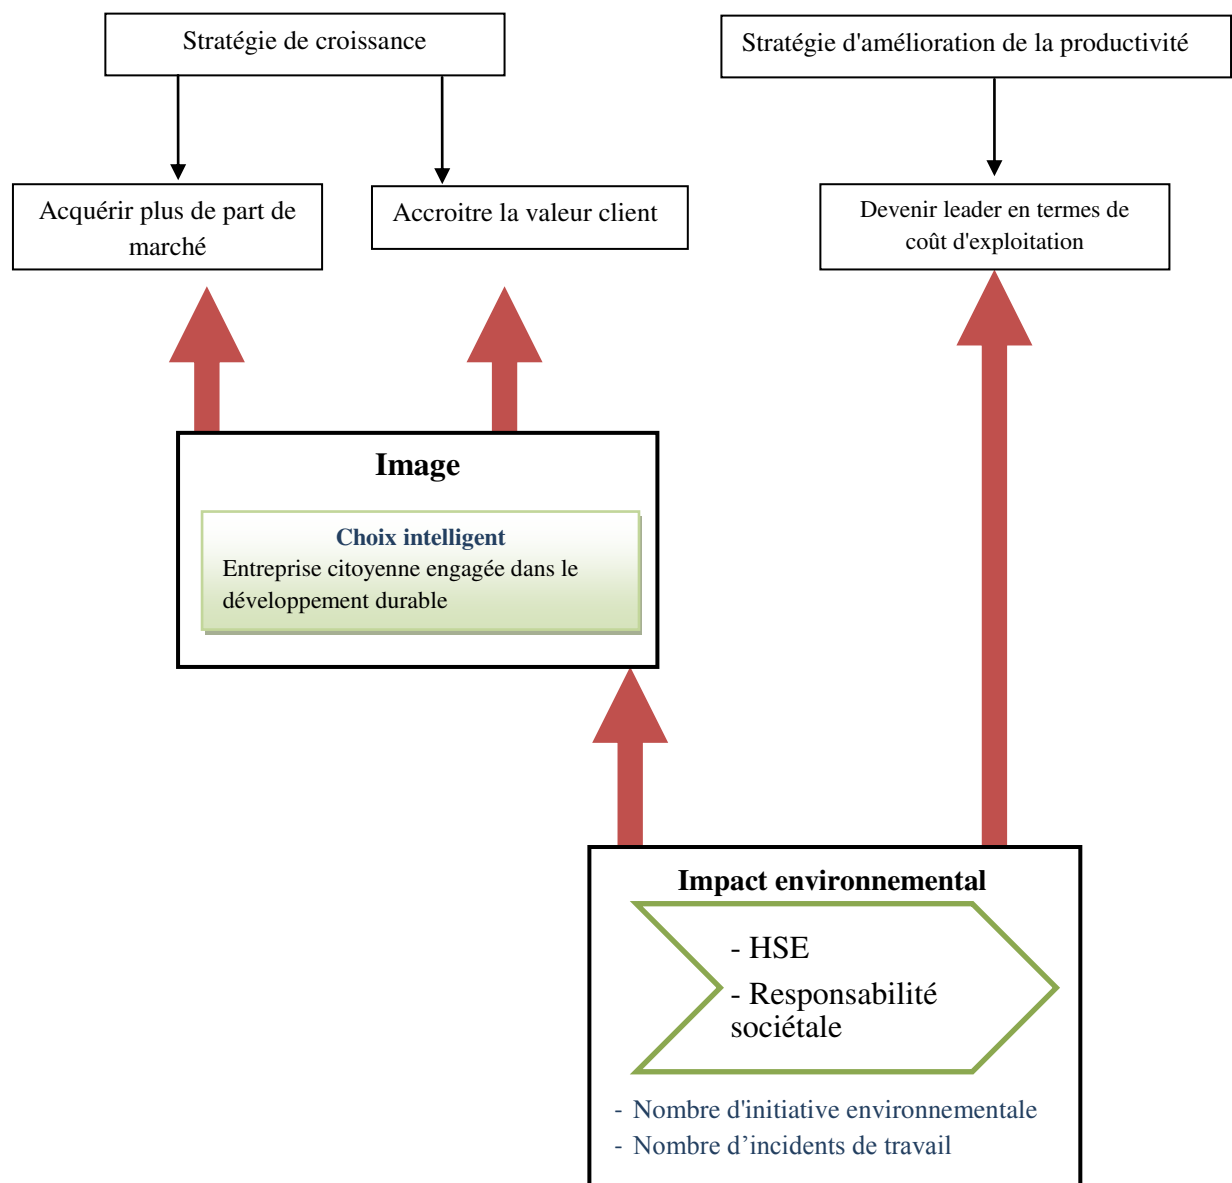 Stratégie de croissance
Stratégie d'amélioration de la productivité
Acquérir plus de part de
marché
Accroitre la valeur client
Devenir leader en termes de
coût d'exploitation
Image
Choix intelligent
Entreprise citoyenne engagée dans le
développement durable
Impact environnemental
- HSE
- Responsabilité
sociétale
- Nombre d'initiative environnementale
- Nombre d’incidents de travail